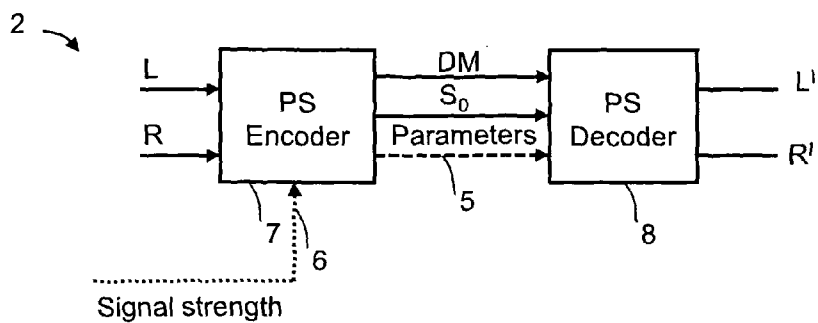 2
L
R
PS
Encoder
DM
S₀
Parameters
PS
Decoder
L'
R'
7
6
5
8
Signal strength